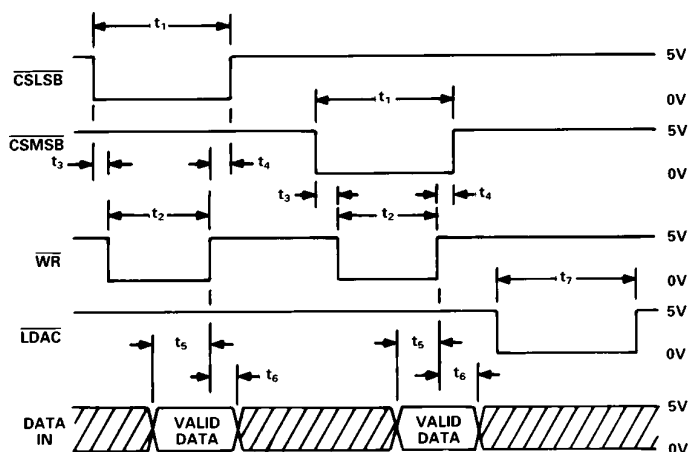 t1
5V
CSLSB
t1
0V
5V
CSMSB
t3
t4
0V
t3
t4
t2
t2
5V
WR
0V
t7
5V
LDAC
t5
t5
0V
t6
t6
5V
DATA IN
VALID DATA
VALID DATA
0V